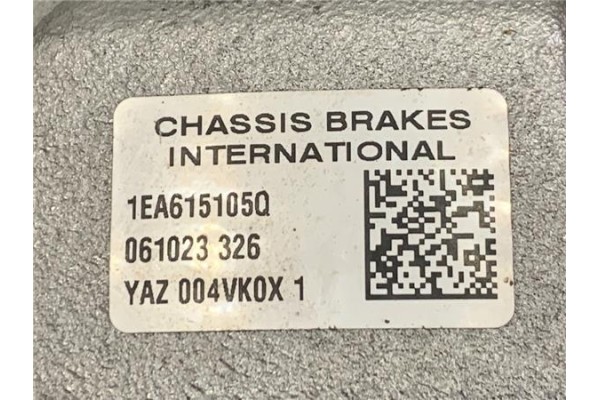 CHASSIS BRAKES
INTERNATIONAL
1EA615105Q
061023 326
YAZ 004VK0X 1